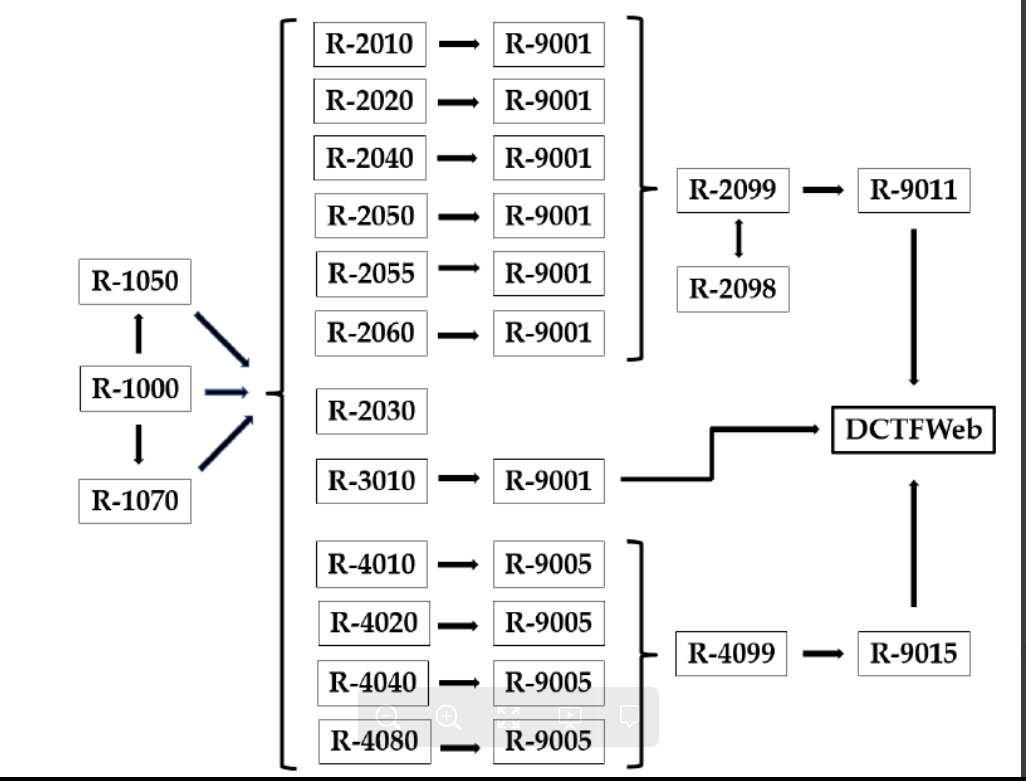 R-2010 R-9001
R-2020 R-9001
R-2040 R-9001
R-2099 R-9011
R-2050 R-9001
R-1050
R-2055 R-9001
R-2098
R-2060 R-9001
R-1000
R-2030
DCTFWeb
R-3010 R-9001
R-1070
R-4010 R-9005
R-4020 R-9005
R-4099 R-9015
R-4040 R-9005
R-4080 R-9005